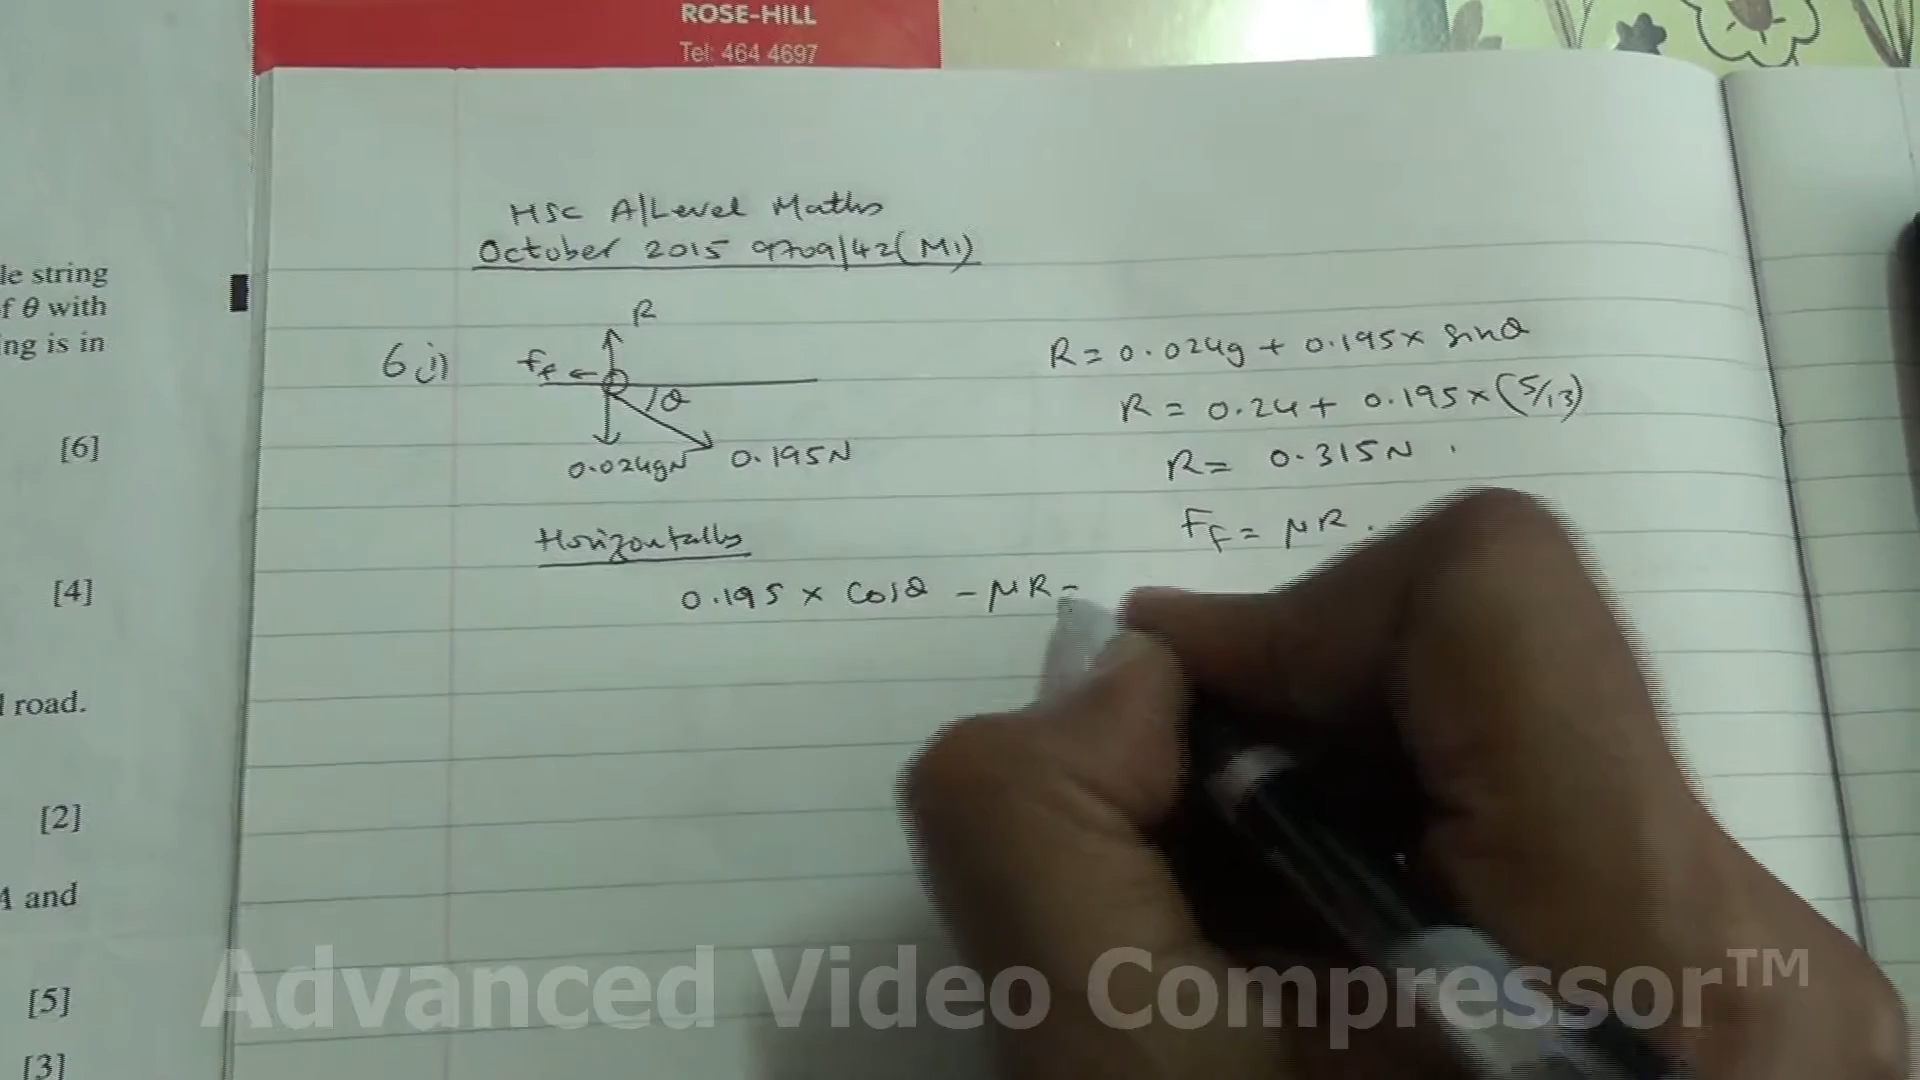 ROSE-HILL
Tel: 464 4697
le string
f θ with
ng is in
[6]
[4]
l road.
[2]
A and
[5]
[3]
HSC A/Level Maths
October 2015 9709/42(M1)
6 i)
R
Ff
θ
0.024gN
0.195N
R = 0.024g + 0.195 x sinθ
R = 0.24 + 0.195 x (5/13)
R = 0.315N .
FF = μR .
Horizontally
0.195 x Cosθ - μR =
Advanced Video Compressor™